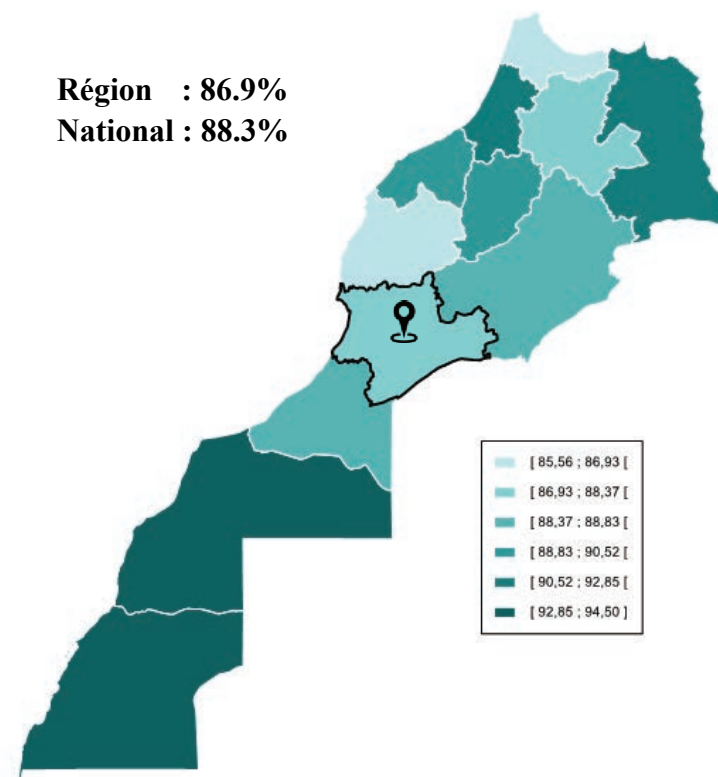 Région : 86.9%
National : 88.3%
[ 85,56 ; 86,93 [
[ 86,93 ; 88,37 [
[ 88,37 ; 88,83 [
[ 88,83 ; 90,52 [
[ 90,52 ; 92,85 [
[ 92,85 ; 94,50 ]